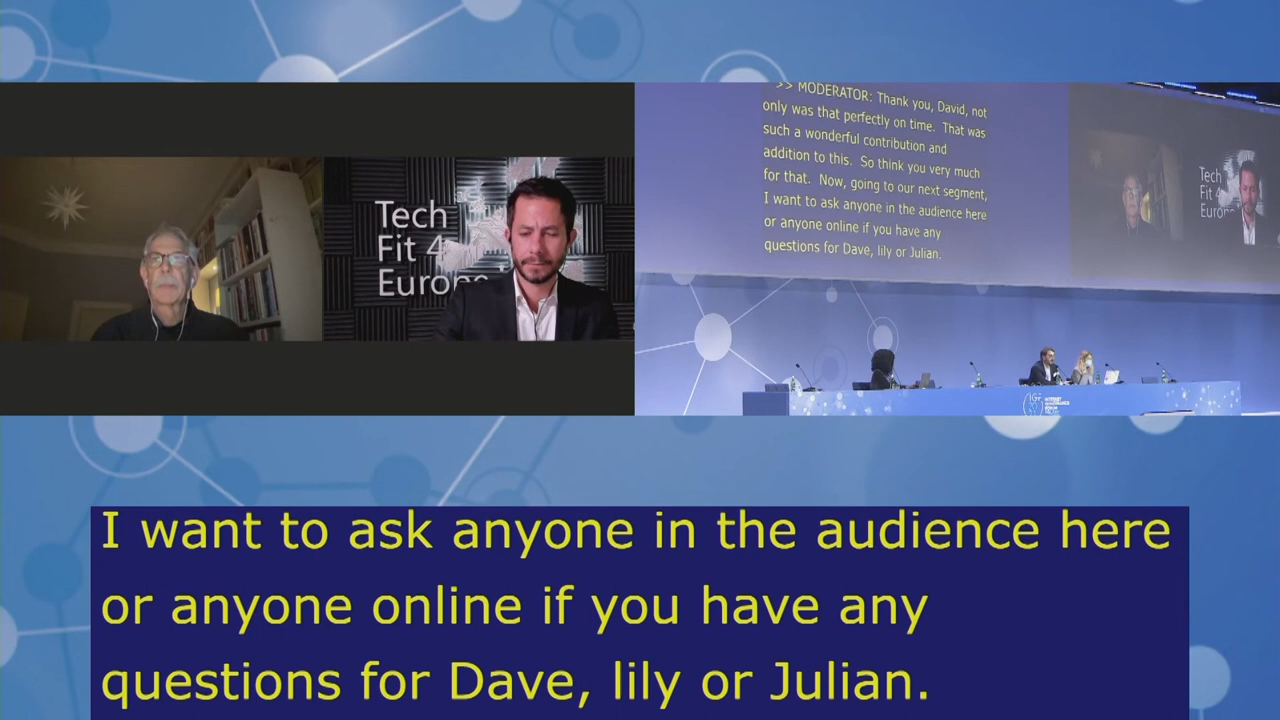 Tech
Fit 4
Europe
>> MODERATOR: Thank you, David, not
only was that perfectly on time. That was
such a wonderful contribution and
addition to this. So think you very much
for that. Now, going to our next segment,
I want to ask anyone in the audience here
or anyone online if you have any
questions for Dave, lily or Julian.
Tech
Fit 4
Europe
IGF
I want to ask anyone in the audience here
or anyone online if you have any
questions for Dave, lily or Julian.